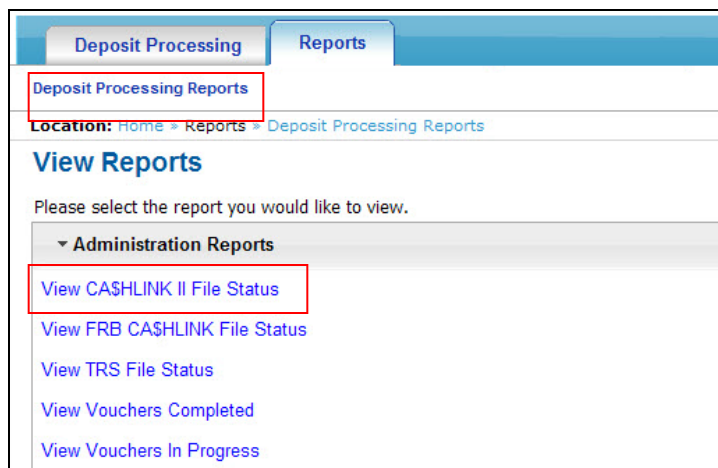 Deposit Processing Reports
Deposit Processing Reports
Location: Home » Reports » Deposit Processing Reports
View Reports
Please select the report you would like to view.
Administration Reports
View CA$HLINK II File Status
View FRB CA$HLINK File Status
View TRS File Status
View Vouchers Completed
View Vouchers In Progress